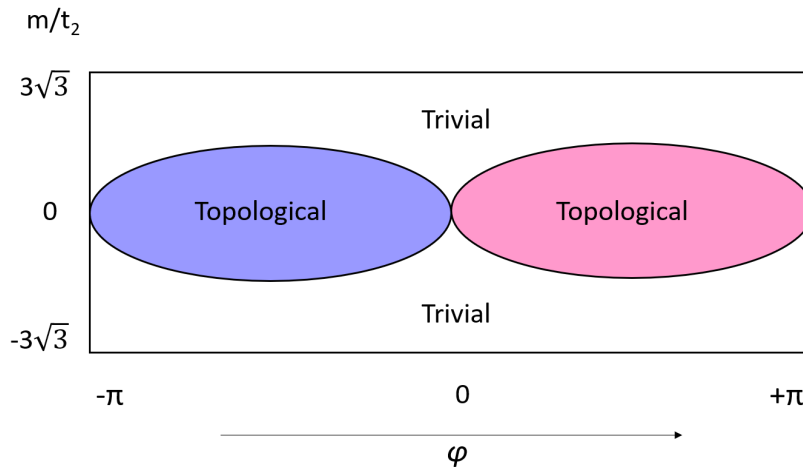 m/t₂
3√3
Trivial
0
Topological
Topological
Trivial
-3√3
-π
0
+π
φ